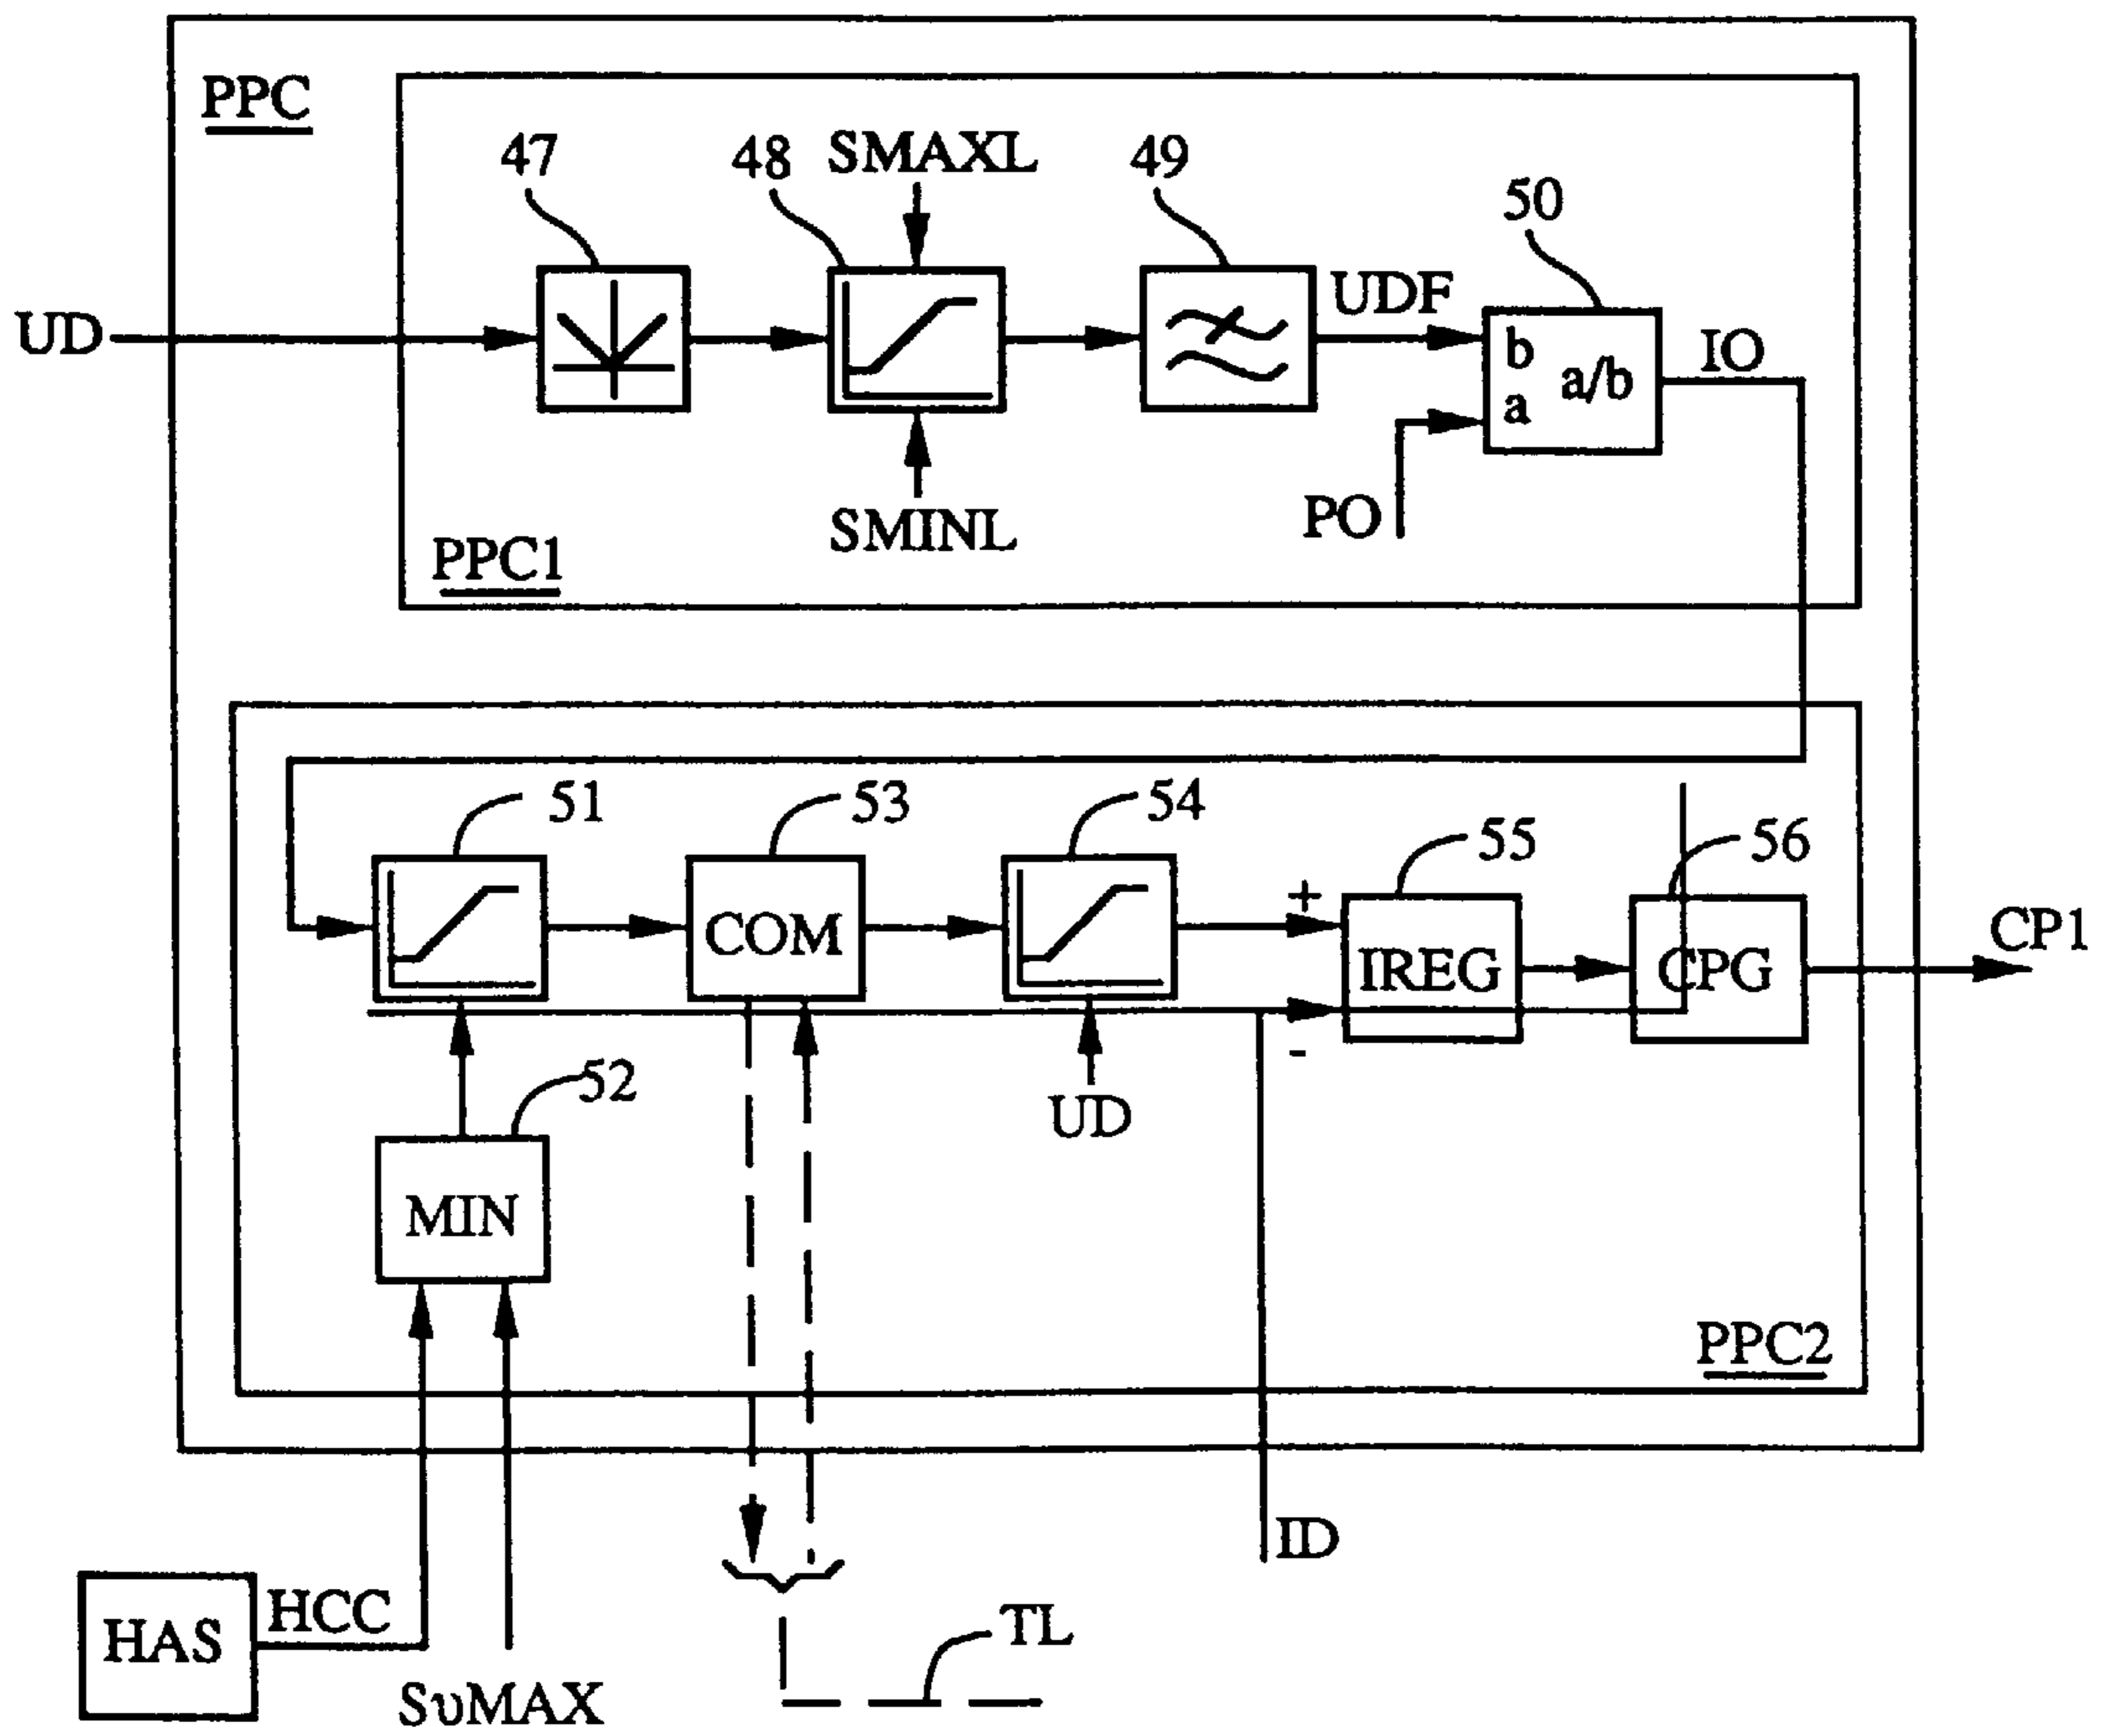 PPC
47
48
SMAXL
49
50
UD
UDF
b
a/b
a
IO
PO
SMINL
PPC1
51
53
54
55
56
COM
+
IREG
CPG
CP1
-
52
UD
MIN
PPC2
ID
HAS
HCC
TL
SυMAX